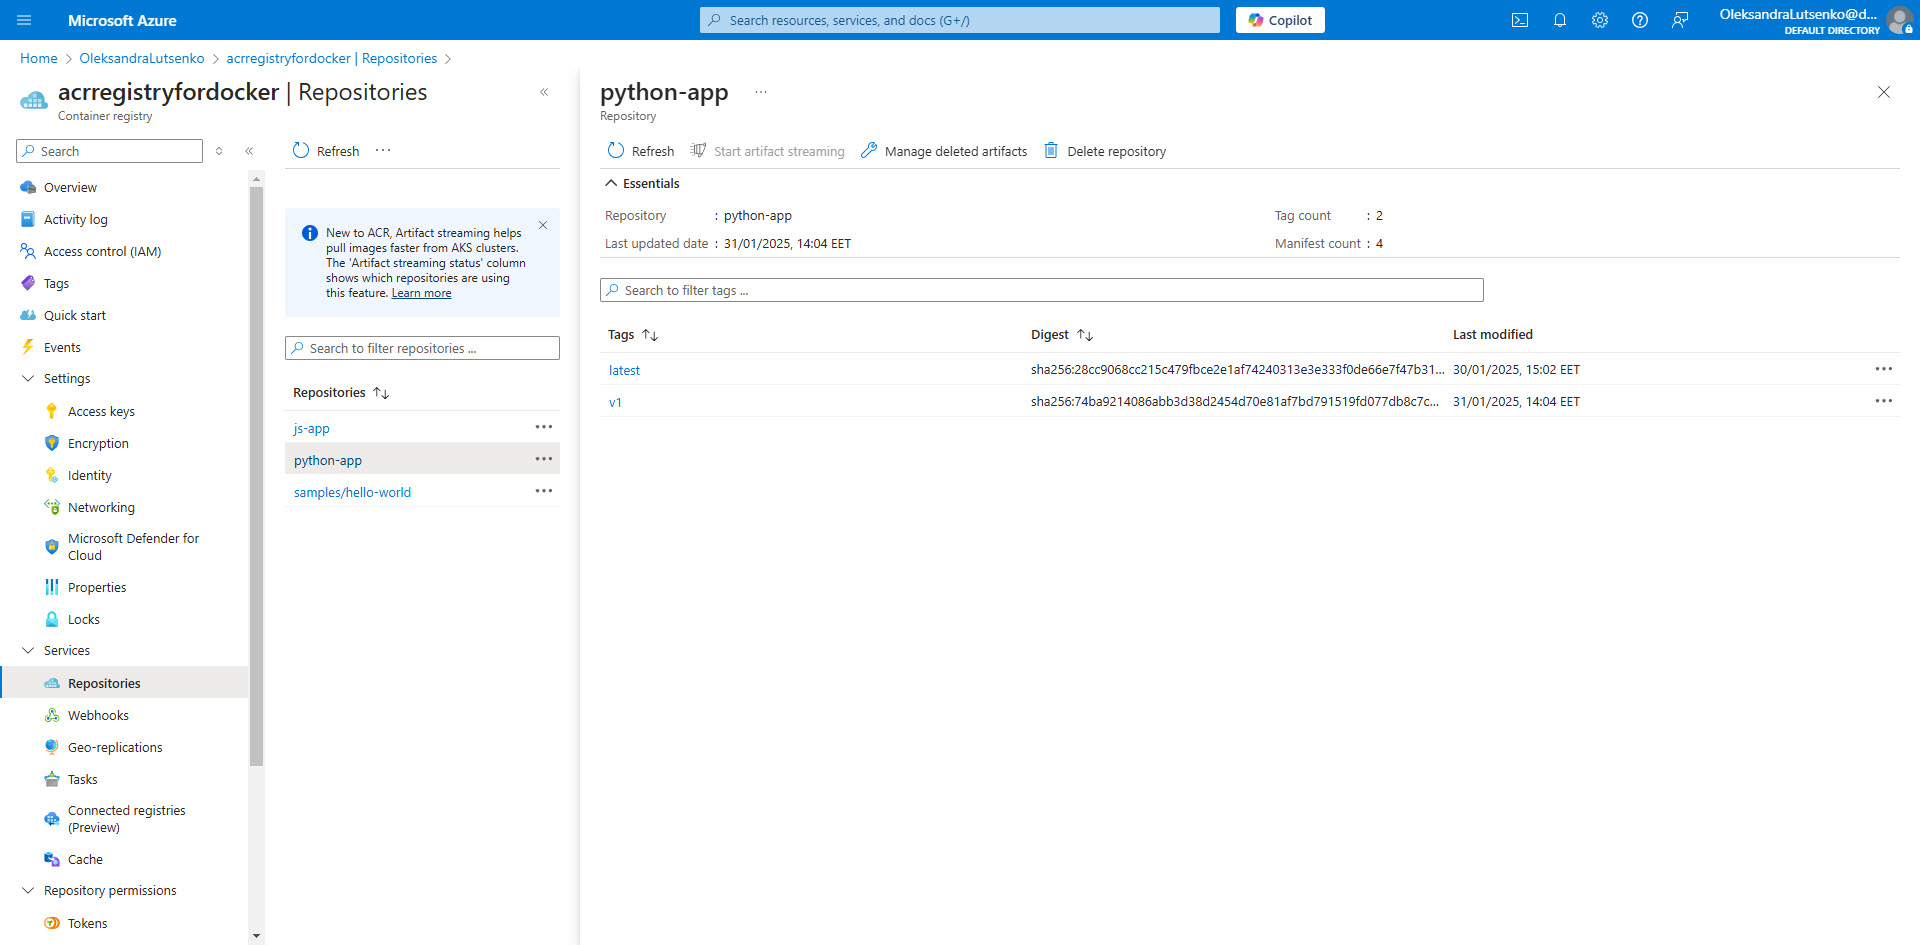 Microsoft Azure
Search resources, services, and docs (G+/)
Copilot
OleksandraLutsenko@d...
DEFAULT DIRECTORY
Home > OleksandraLutsenko > acrregistryfordocker | Repositories >
acrregistryfordocker | Repositories
Container registry
Search
Overview
Activity log
Access control (IAM)
Tags
Quick start
Events
Settings
Access keys
Encryption
Identity
Networking
Microsoft Defender for
Cloud
Properties
Locks
Services
Repositories
Webhooks
Geo-replications
Tasks
Connected registries
(Preview)
Cache
Repository permissions
Tokens
Refresh ...
New to ACR, Artifact streaming helps
pull images faster from AKS clusters.
The 'Artifact streaming status' column
shows which repositories are using
this feature. Learn more
Search to filter repositories ...
Repositories
js-app
python-app
samples/hello-world
python-app ...
Repository
Refresh Start artifact streaming Manage deleted artifacts Delete repository
Essentials
Repository : python-app Tag count : 2
Last updated date : 31/01/2025, 14:04 EET Manifest count : 4
Search to filter tags ...
Tags Digest Last modified
latest sha256:28cc9068cc215c479fbce2e1af74240313e3e333f0de66e7f47b31... 30/01/2025, 15:02 EET
v1 sha256:74ba9214086abb3d38d2454d70e81af7bd791519fd077db8c7c... 31/01/2025, 14:04 EET